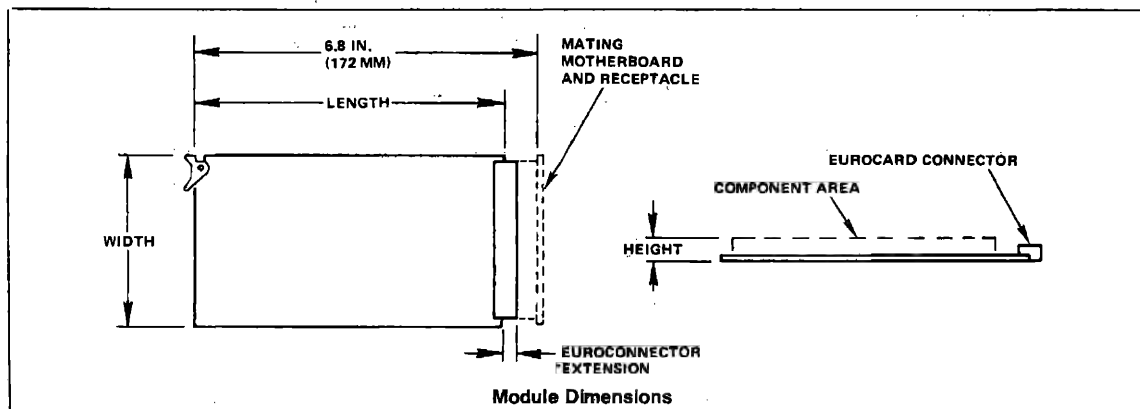 6.8 IN.
(172 MM)
MATING
MOTHERBOARD
AND RECEPTACLE
LENGTH
EUROCARD CONNECTOR
COMPONENT AREA
WIDTH
HEIGHT
EUROCONNECTOR
EXTENSION
Module Dimensions